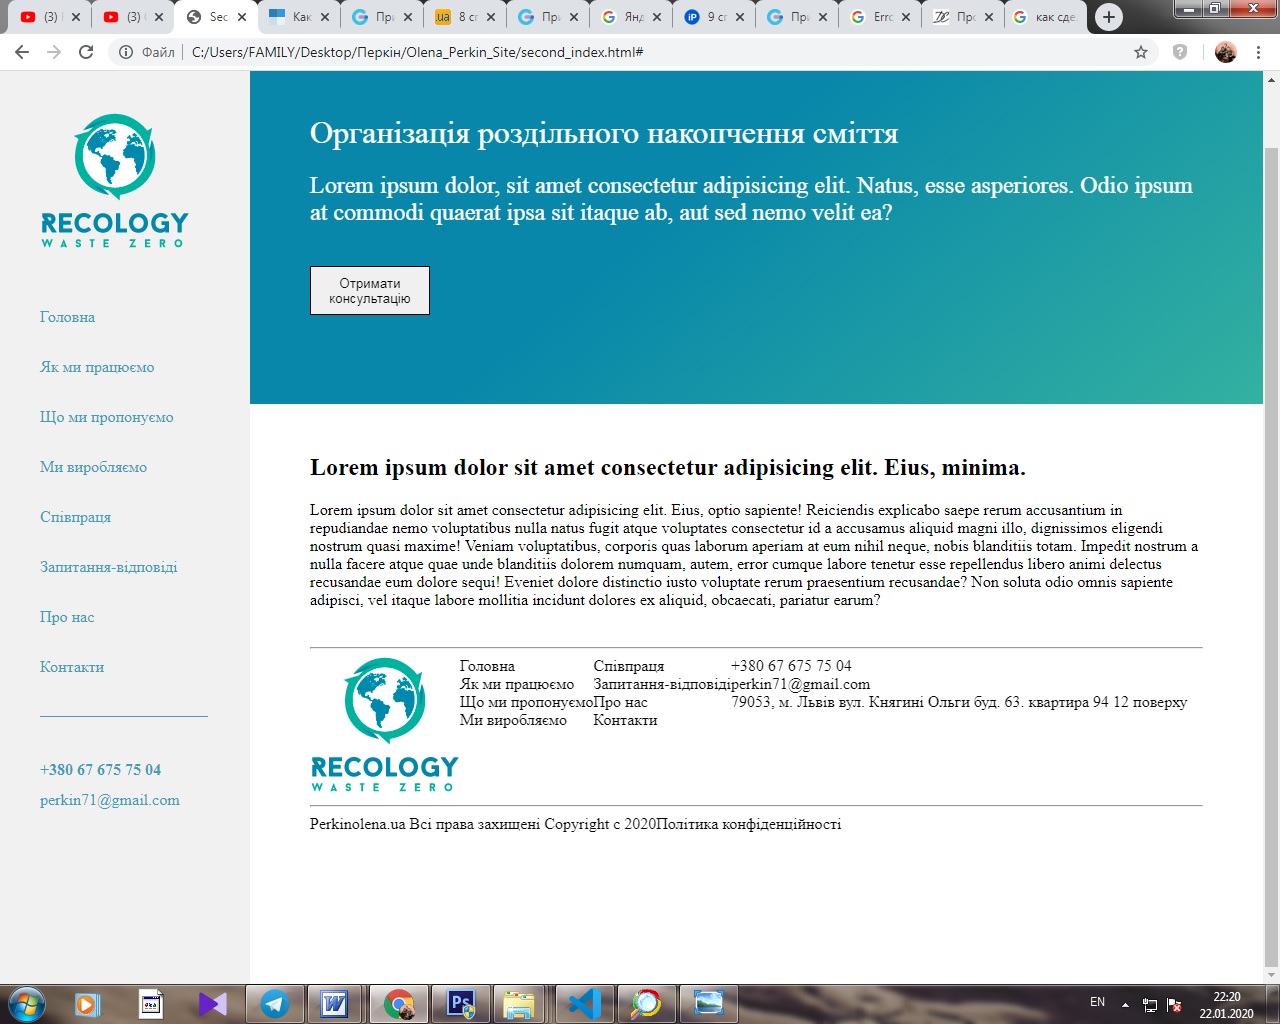 (3)
(3)
Sec
Как
При
.ua
8 сп
При
Янд
iP
9 сп
При
Erro
Про
как сде
Файл
C:/Users/FAMILY/Desktop/Перкін/Olena_Perkin_Site/second_index.html#
RECOLOGY
WASTE ZERO
Головна
Як ми працюємо
Що ми пропонуємо
Ми виробляємо
Співпраця
Запитання-відповіді
Про нас
Контакти
+380 67 675 75 04
perkin71@gmail.com
Організація роздільного накопчення сміття
Lorem ipsum dolor, sit amet consectetur adipisicing elit. Natus, esse asperiores. Odio ipsum
at commodi quaerat ipsa sit itaque ab, aut sed nemo velit ea?
Отримати
консультацію
Lorem ipsum dolor sit amet consectetur adipisicing elit. Eius, minima.
Lorem ipsum dolor sit amet consectetur adipisicing elit. Eius, optio sapiente! Reiciendis explicabo saepe rerum accusantium in
repudiandae nemo voluptatibus nulla natus fugit atque voluptates consectetur id a accusamus aliquid magni illo, dignissimos eligendi
nostrum quasi maxime! Veniam voluptatibus, corporis quas laborum aperiam at eum nihil neque, nobis blanditiis totam. Impedit nostrum a
nulla facere atque quae unde blanditiis dolorem numquam, autem, error cumque labore tenetur esse repellendus libero animi delectus
recusandae eum dolore sequi! Eveniet dolore distinctio iusto voluptate rerum praesentium recusandae? Non soluta odio omnis sapiente
adipisci, vel itaque labore mollitia incidunt dolores ex aliquid, obcaecati, pariatur earum?
RECOLOGY
WASTE ZERO
Головна
Як ми працюємо
Що ми пропонуємо
Ми виробляємо
Співпраця
Запитання-відповіді
Про нас
Контакти
+380 67 675 75 04
perkin71@gmail.com
79053, м. Львів вул. Княгині Ольги буд. 63. квартира 94 12 поверху
Perkinolena.ua Всі права захищені Copyright c 2020Політика конфіденційності
EN
22:20
22.01.2020